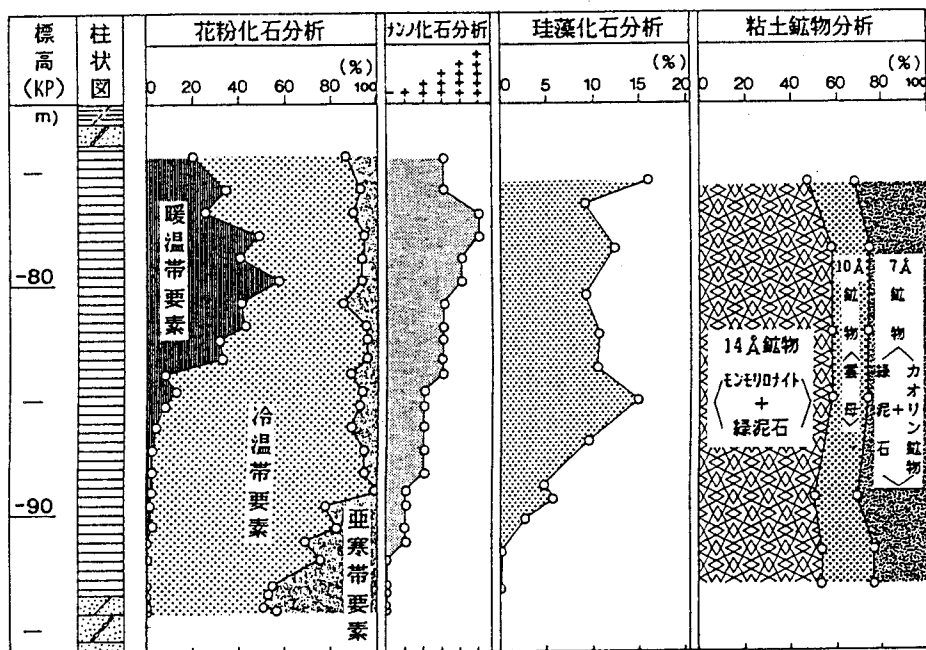 標高(KP)m)
柱状図
花粉化石分析
ナンノ化石分析
珪藻化石分析
粘土鉱物分析
(%)
0 20 40 60 80 100
(%)
0 5 10 15 20
(%)
0 20 40 60 80 100
-80
-90
暖温帯要素
冷温帯要素
亜寒帯要素
14Å鉱物
〈モンモリロナイト+緑泥石〉
10Å鉱物
〈雲母〉
7Å鉱物
〈緑泥石+カオリン鉱物〉